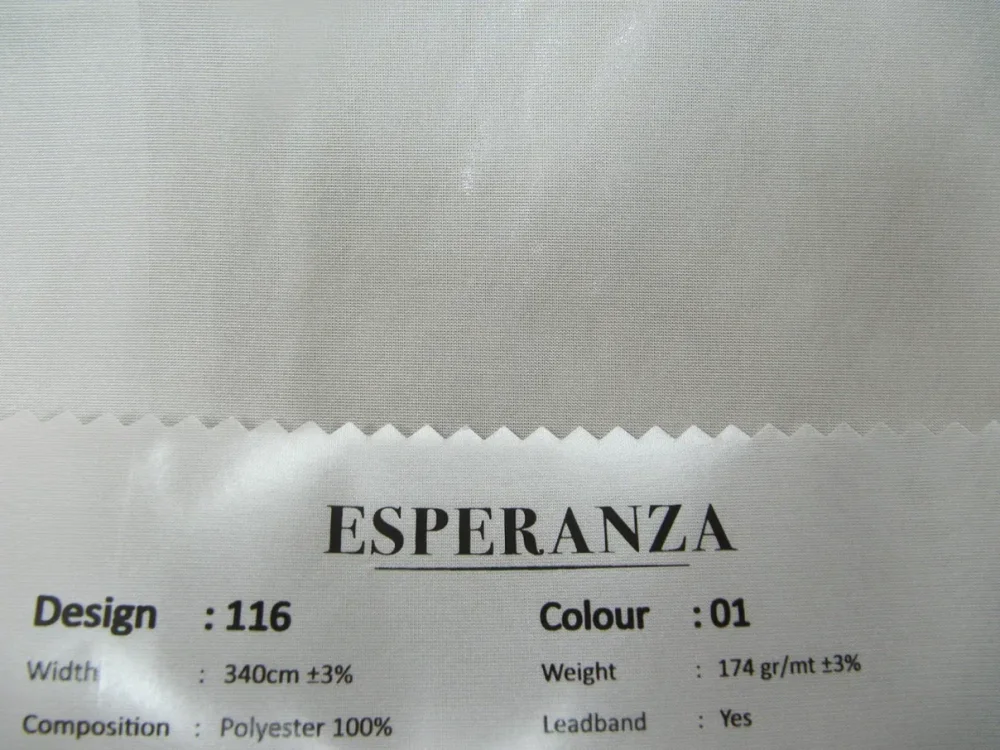 ESPERANZA
Design : 116 Colour : 01
Width : 340cm ±3% Weight : 174 gr/mt ±3%
Composition : Polyester 100% Leadband : Yes